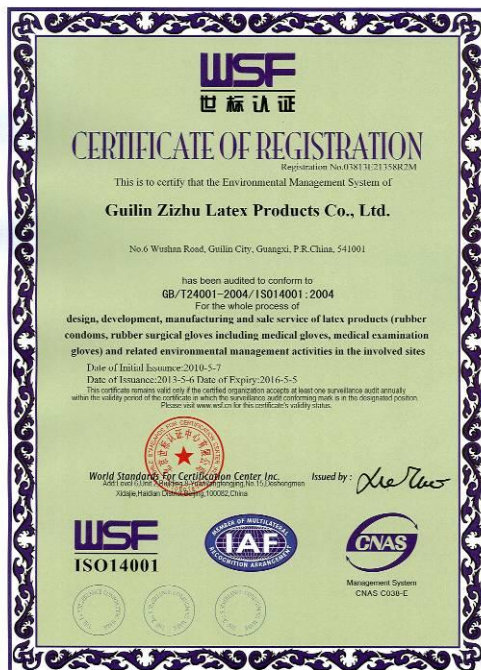 WSF
世标认证
CERTIFICATE OF REGISTRATION
Registration No.03813E21358R2M
This is to certify that the Environmental Management System of
Guilin Zizhu Latex Products Co., Ltd.
No.6 Wushan Road, Guilin City, Guangxi, P.R.China, 541001
has been audited to conform to
GB/T24001-2004/ISO14001:2004
For the whole process of
design, development, manufacturing and sale service of latex products (rubber
condoms, rubber surgical gloves including medical gloves, medical examination
gloves) and related environmental management activities in the involved sites
Date of Initial Issuance:2010-5-7
Date of Issuance:2013-5-6 Date of Expiry:2016-5-5
This certificate remains valid only if the certified organization accepts at least one surveillance audit annually
within the validity period of the certificate in which the surveillance audit conforming mark is in the designated position.
Please visit www.wsf.cn for this certificate's validity status.
World Standards For Certification Center Inc.
Issued by :
Xidajie,Haidian District,Beijing,100082,China
WSF
ISO14001
MEMBER OF MULTILATERAL
IAF
RECOGNITION ARRANGEMENT
CNAS
Management System
CNAS C038-E